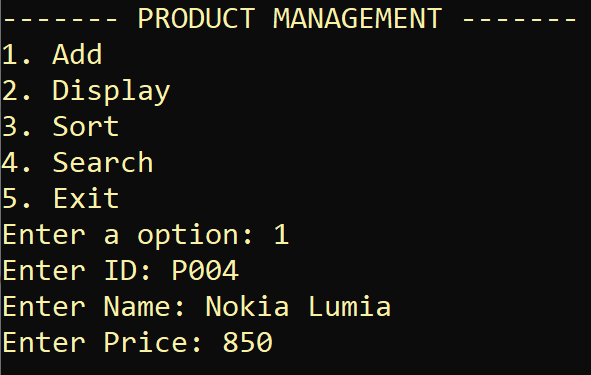 ------- PRODUCT MANAGEMENT -------
1. Add
2. Display
3. Sort
4. Search
5. Exit
Enter a option: 1
Enter ID: P004
Enter Name: Nokia Lumia
Enter Price: 850